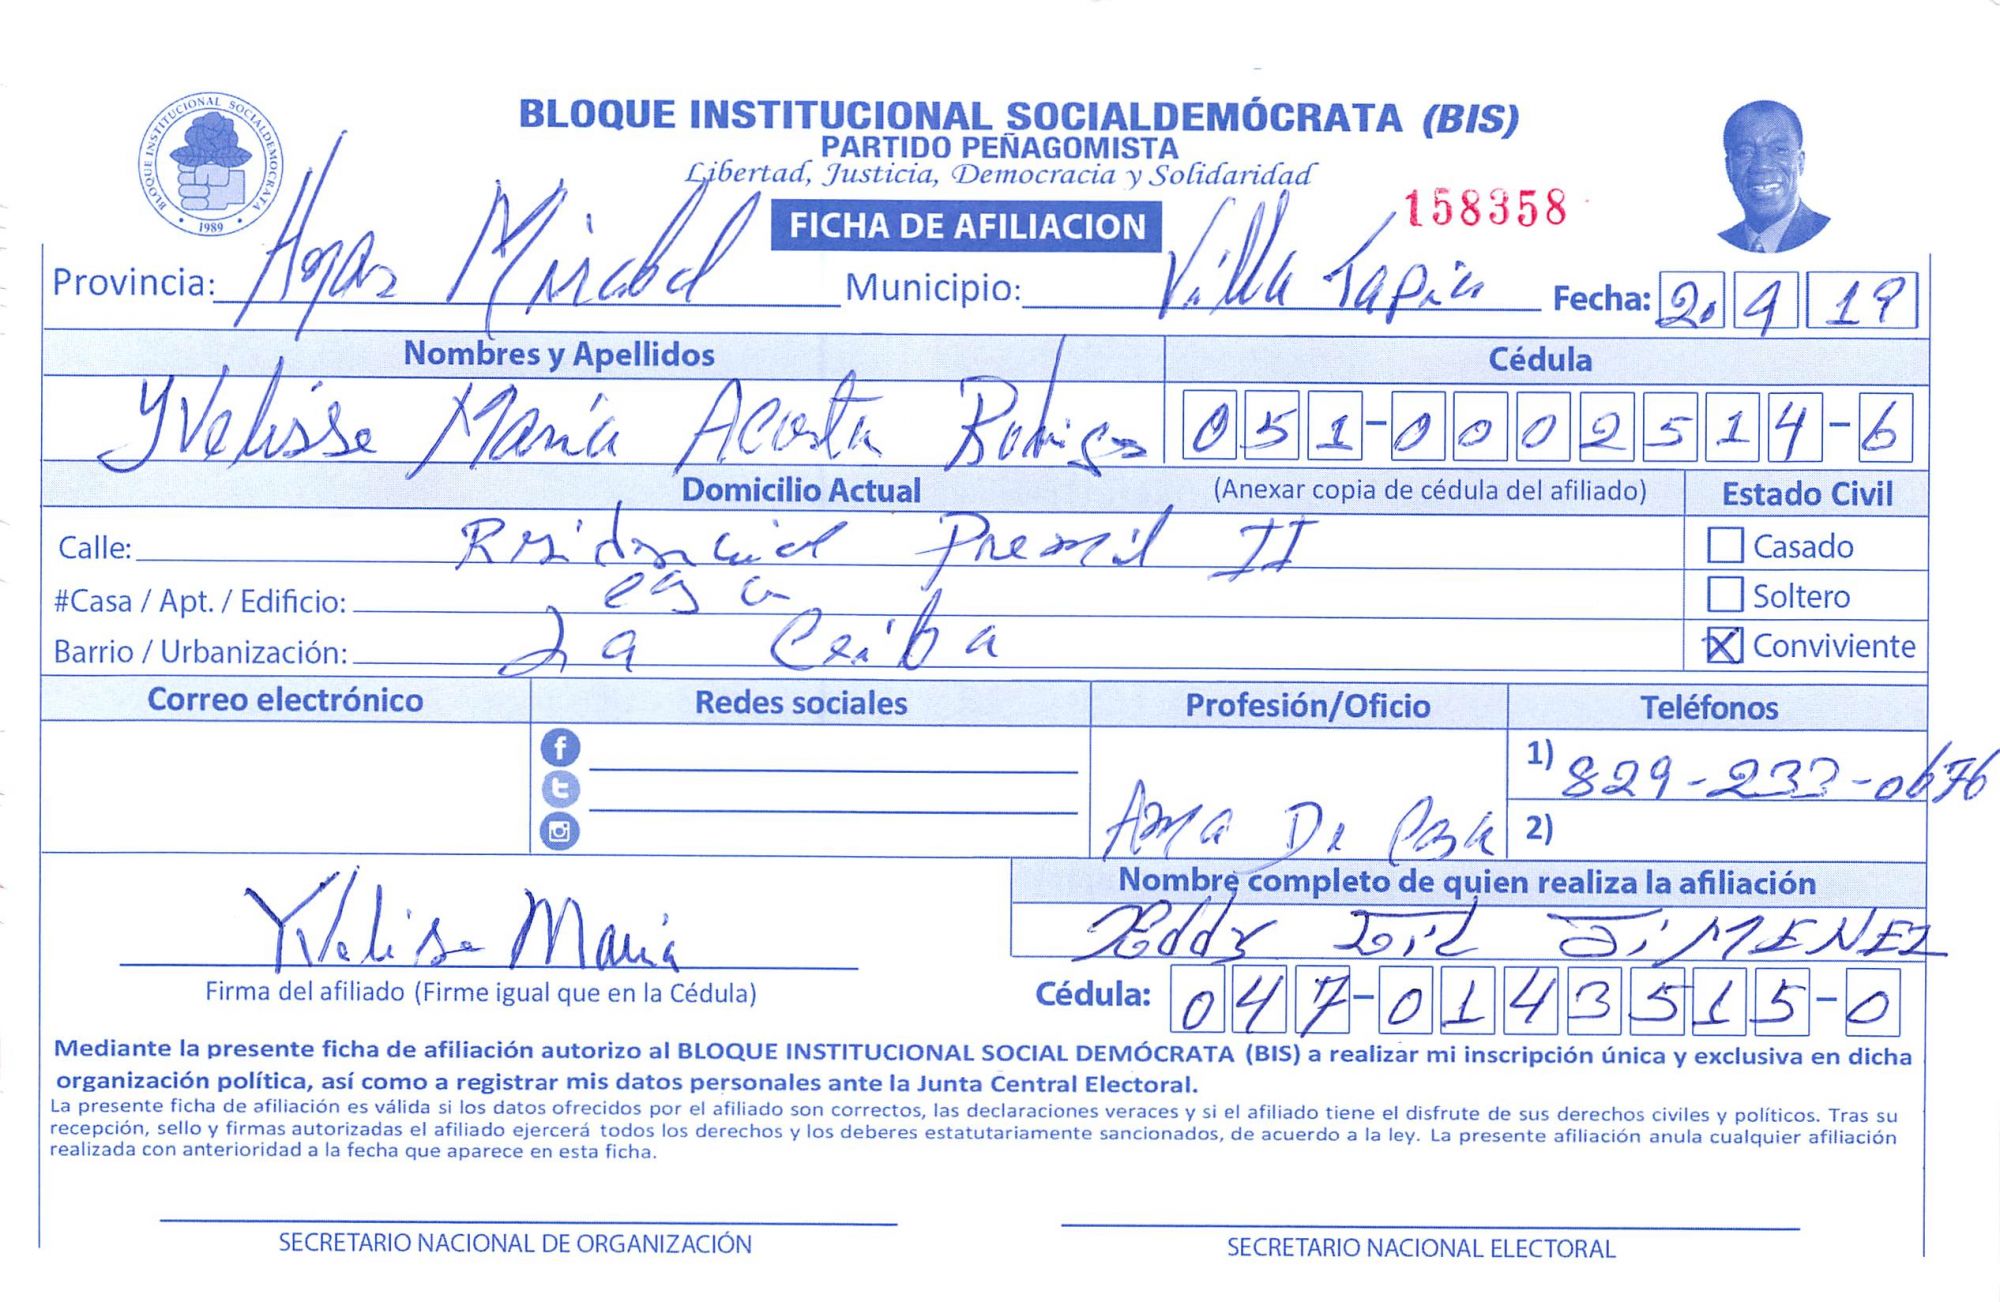 BLOQUE INSTITUCIONAL SOCIALDEMOCRATA
1989
BLOQUE INSTITUCIONAL SOCIALDEMÓCRATA (BIS)
PARTIDO PEÑAGOMISTA
Libertad, Justicia, Democracia y Solidaridad
158358
FICHA DE AFILIACION
Provincia: Hnas Mirabal Municipio: Villa Tapia Fecha: 20 4 19
Nombres y Apellidos Cédula
Yvelisse María Acosta 051-0002514-6
Domicilio Actual (Anexar copia de cédula del afiliado) Estado Civil
Calle: Residencial Premil II Casado
#Casa / Apt. / Edificio: Soltero
Barrio / Urbanización: La Ceiba X Conviviente
Correo electrónico Redes sociales Profesión/Oficio Teléfonos
1) 829-233-0676
Ama De Casa 2)
Nombre completo de quien realiza la afiliación
Eddy Gil JIMENEZ
Yvelisse Maria
Firma del afiliado (Firme igual que en la Cédula) Cédula: 047-0143515-0
Mediante la presente ficha de afiliación autorizo al BLOQUE INSTITUCIONAL SOCIAL DEMÓCRATA (BIS) a realizar mi inscripción única y exclusiva en dicha
organización política, así como a registrar mis datos personales ante la Junta Central Electoral.
La presente ficha de afiliación es válida si los datos ofrecidos por el afiliado son correctos, las declaraciones veraces y si el afiliado tiene el disfrute de sus derechos civiles y políticos. Tras su
recepción, sello y firmas autorizadas el afiliado ejercerá todos los derechos y los deberes estatutariamente sancionados, de acuerdo a la ley. La presente afiliación anula cualquier afiliación
realizada con anterioridad a la fecha que aparece en esta ficha.
SECRETARIO NACIONAL DE ORGANIZACIÓN SECRETARIO NACIONAL ELECTORAL